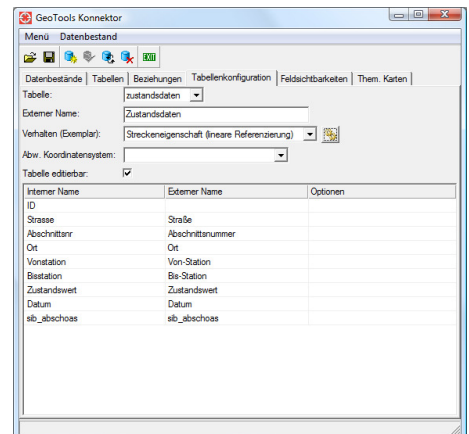 GeoTools Konnektor
Menü Datenbestand
EXIT
Datenbestände Tabellen Beziehungen Tabellenkonfiguration Feldsichtbarkeiten Them. Karten
Tabelle: zustandsdaten
Externer Name: Zustandsdaten
Verhalten (Exemplar): Streckeneigenschaft (lineare Referenzierung)
Abw. Koordinatensystem:
Tabelle editierbar:
Interner Name Externer Name Optionen
ID
Strasse Straße
Abschnittsnr Abschnittsnummer
Ort Ort
Vonstation Von-Station
Bisstation Bis-Station
Zustandswert Zustandswert
Datum Datum
sib_abschoas sib_abschoas